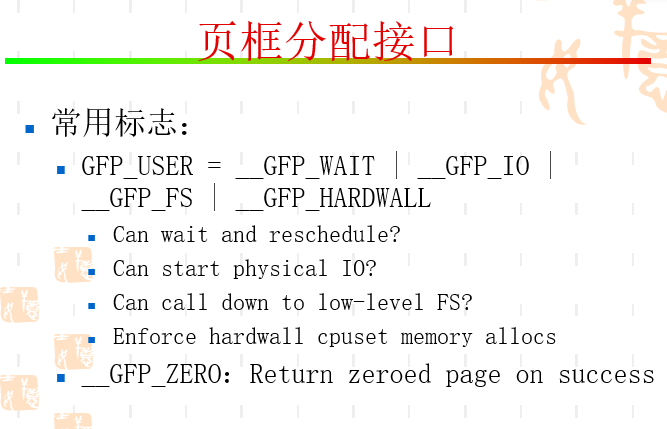 页框分配接口
常用标志：
GFP_USER = __GFP_WAIT | __GFP_IO |
__GFP_FS | __GFP_HARDWALL
Can wait and reschedule?
Can start physical IO?
Can call down to low-level FS?
Enforce hardwall cpuset memory allocs
__GFP_ZERO：Return zeroed page on success